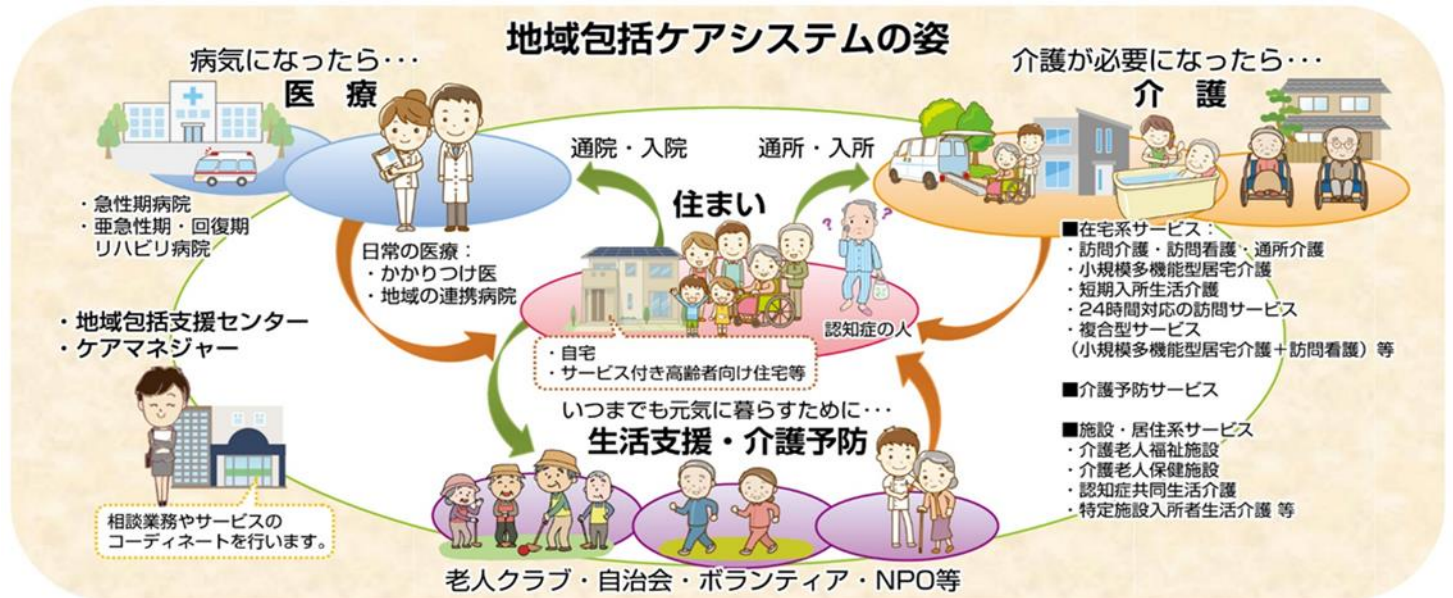 地域包括ケアシステムの姿
病気になったら･･･
医　療
介護が必要になったら･･･
介　護
通院・入院
通所・入所
住まい
・急性期病院
・亜急性期・回復期
リハビリ病院
日常の医療：
・かかりつけ医
・地域の連携病院
?
?
認知症の人
・自宅
・サービス付き高齢者向け住宅等
■在宅系サービス：
・訪問介護・訪問看護・通所介護
・小規模多機能型居宅介護
・短期入所生活介護
・24時間対応の訪問サービス
・複合型サービス
（小規模多機能型居宅介護＋訪問看護）等
■介護予防サービス
■施設・居住系サービス
・介護老人福祉施設
・介護老人保健施設
・認知症共同生活介護
・特定施設入所者生活介護 等
・地域包括支援センター
・ケアマネジャー
相談業務やサービスの
コーディネートを行います。
いつまでも元気に暮らすために･･･
生活支援・介護予防
老人クラブ・自治会・ボランティア・NPO等